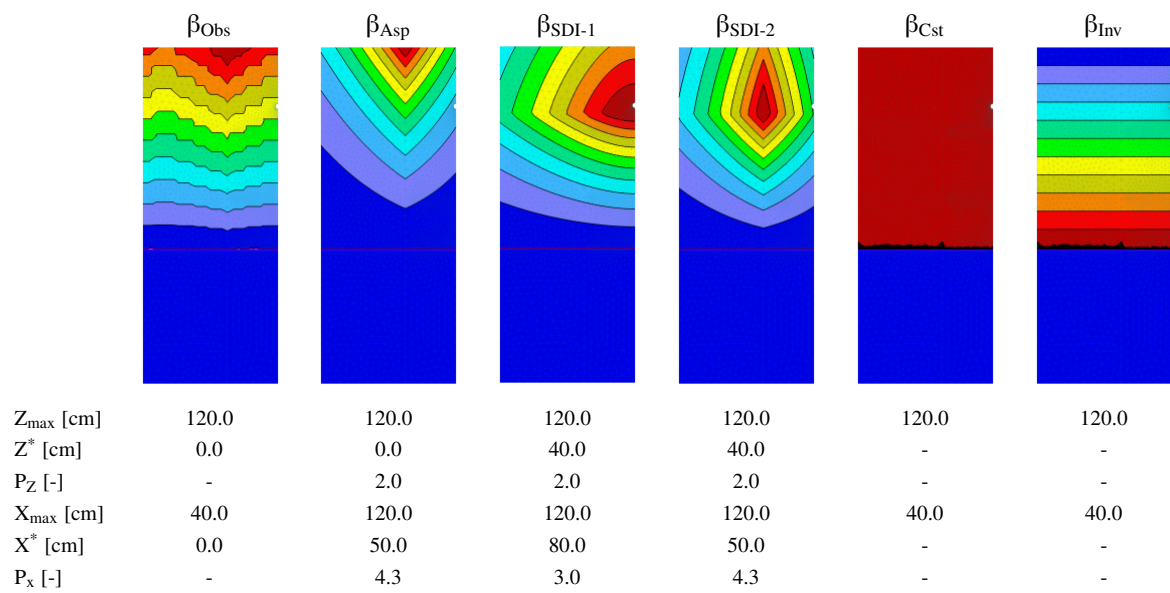 βObs βAsp βSDI-1 βSDI-2 βCst βInv
Zmax [cm] 120.0 120.0 120.0 120.0 120.0 120.0
Z* [cm] 0.0 0.0 40.0 40.0 - -
PZ [-] - 2.0 2.0 2.0 - -
Xmax [cm] 40.0 120.0 120.0 120.0 40.0 40.0
X* [cm] 0.0 50.0 80.0 50.0 - -
Px [-] - 4.3 3.0 4.3 - -